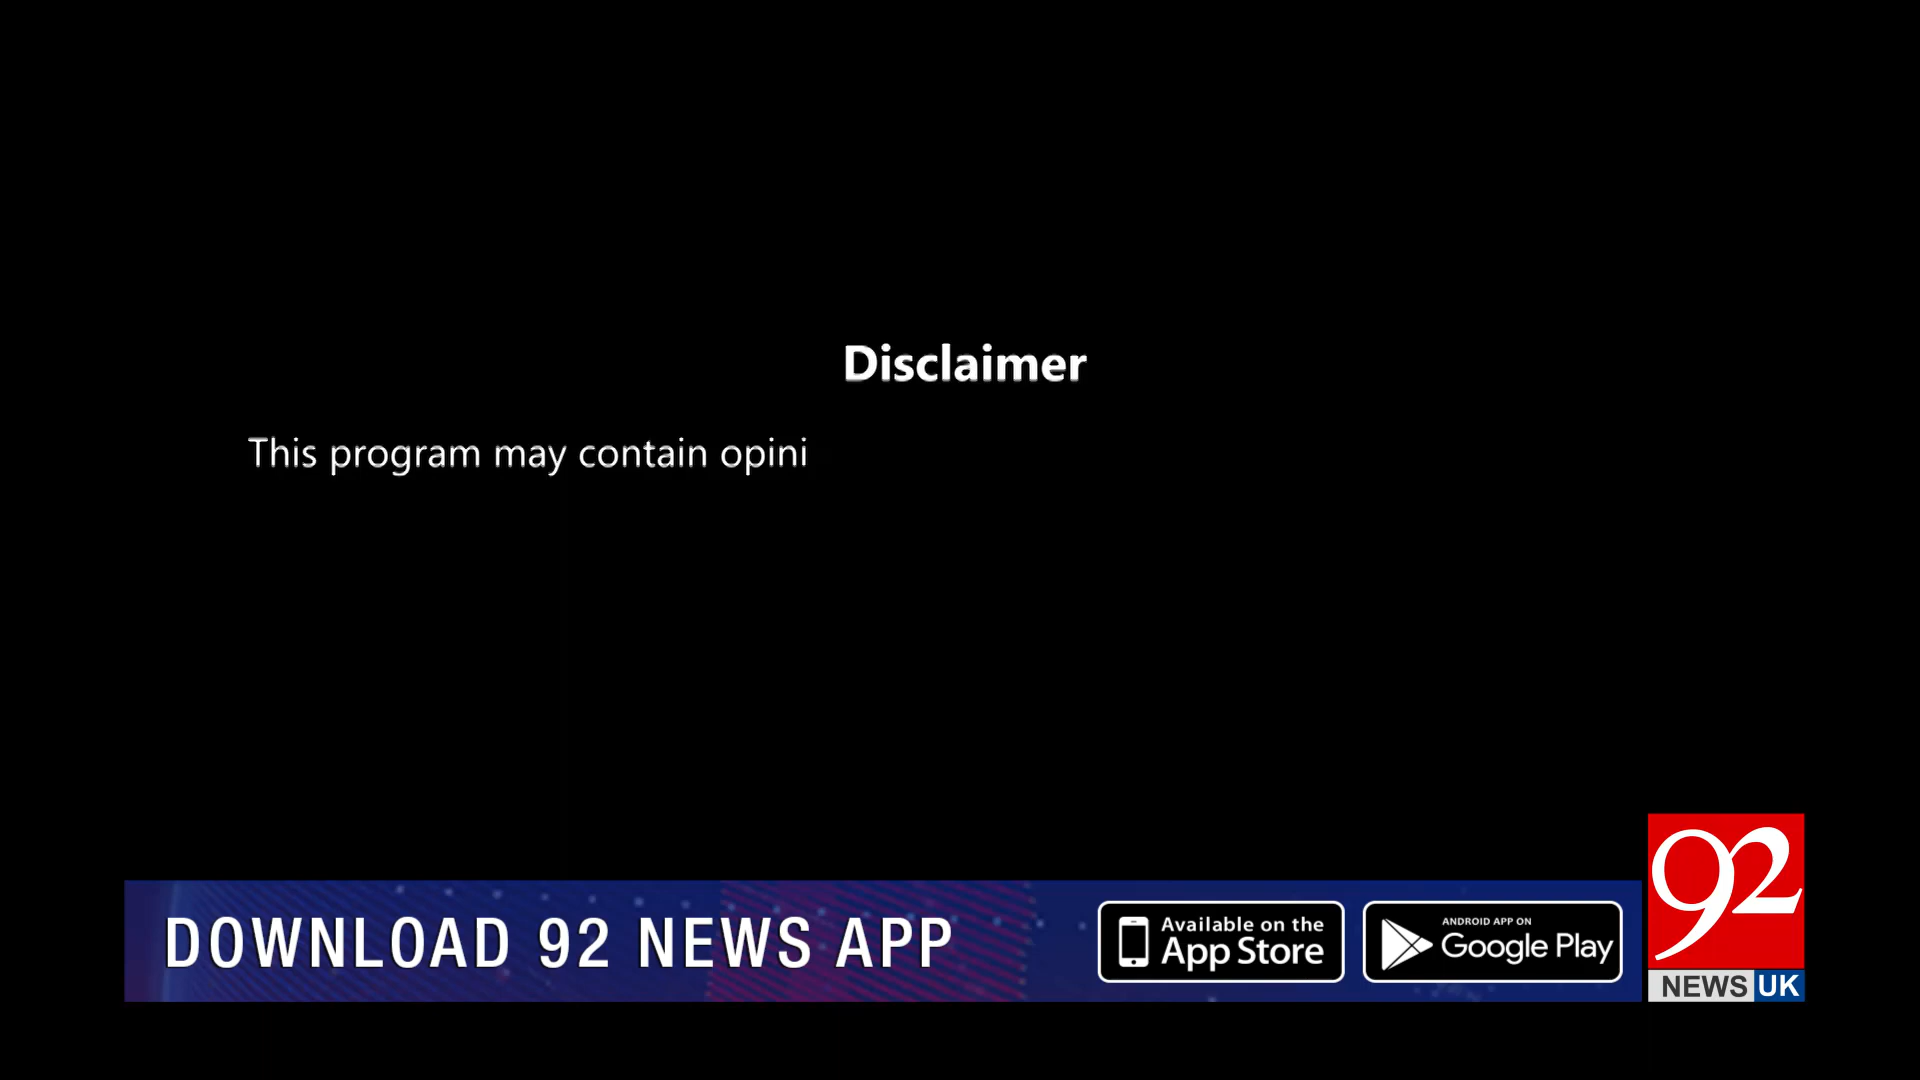 Disclaimer
This program may contain opini
DOWNLOAD 92 NEWS APP
Available on the
App Store
ANDROID APP ON
Google Play
92
NEWS UK